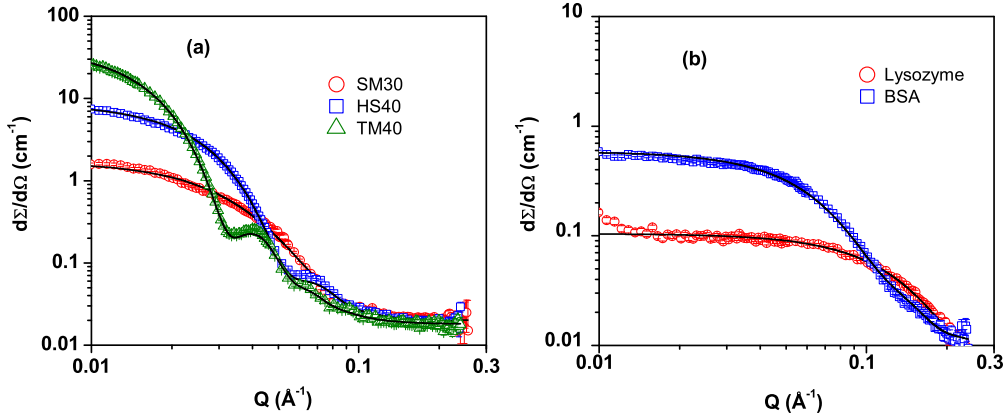 (a)
SM30
HS40
TM40
100
10
1
0.1
0.01
dΣ/dΩ (cm⁻¹)
0.01
0.1
0.3
Q (Å⁻¹)
(b)
Lysozyme
BSA
10
1
0.1
0.01
dΣ/dΩ (cm⁻¹)
0.01
0.1
0.3
Q (Å⁻¹)